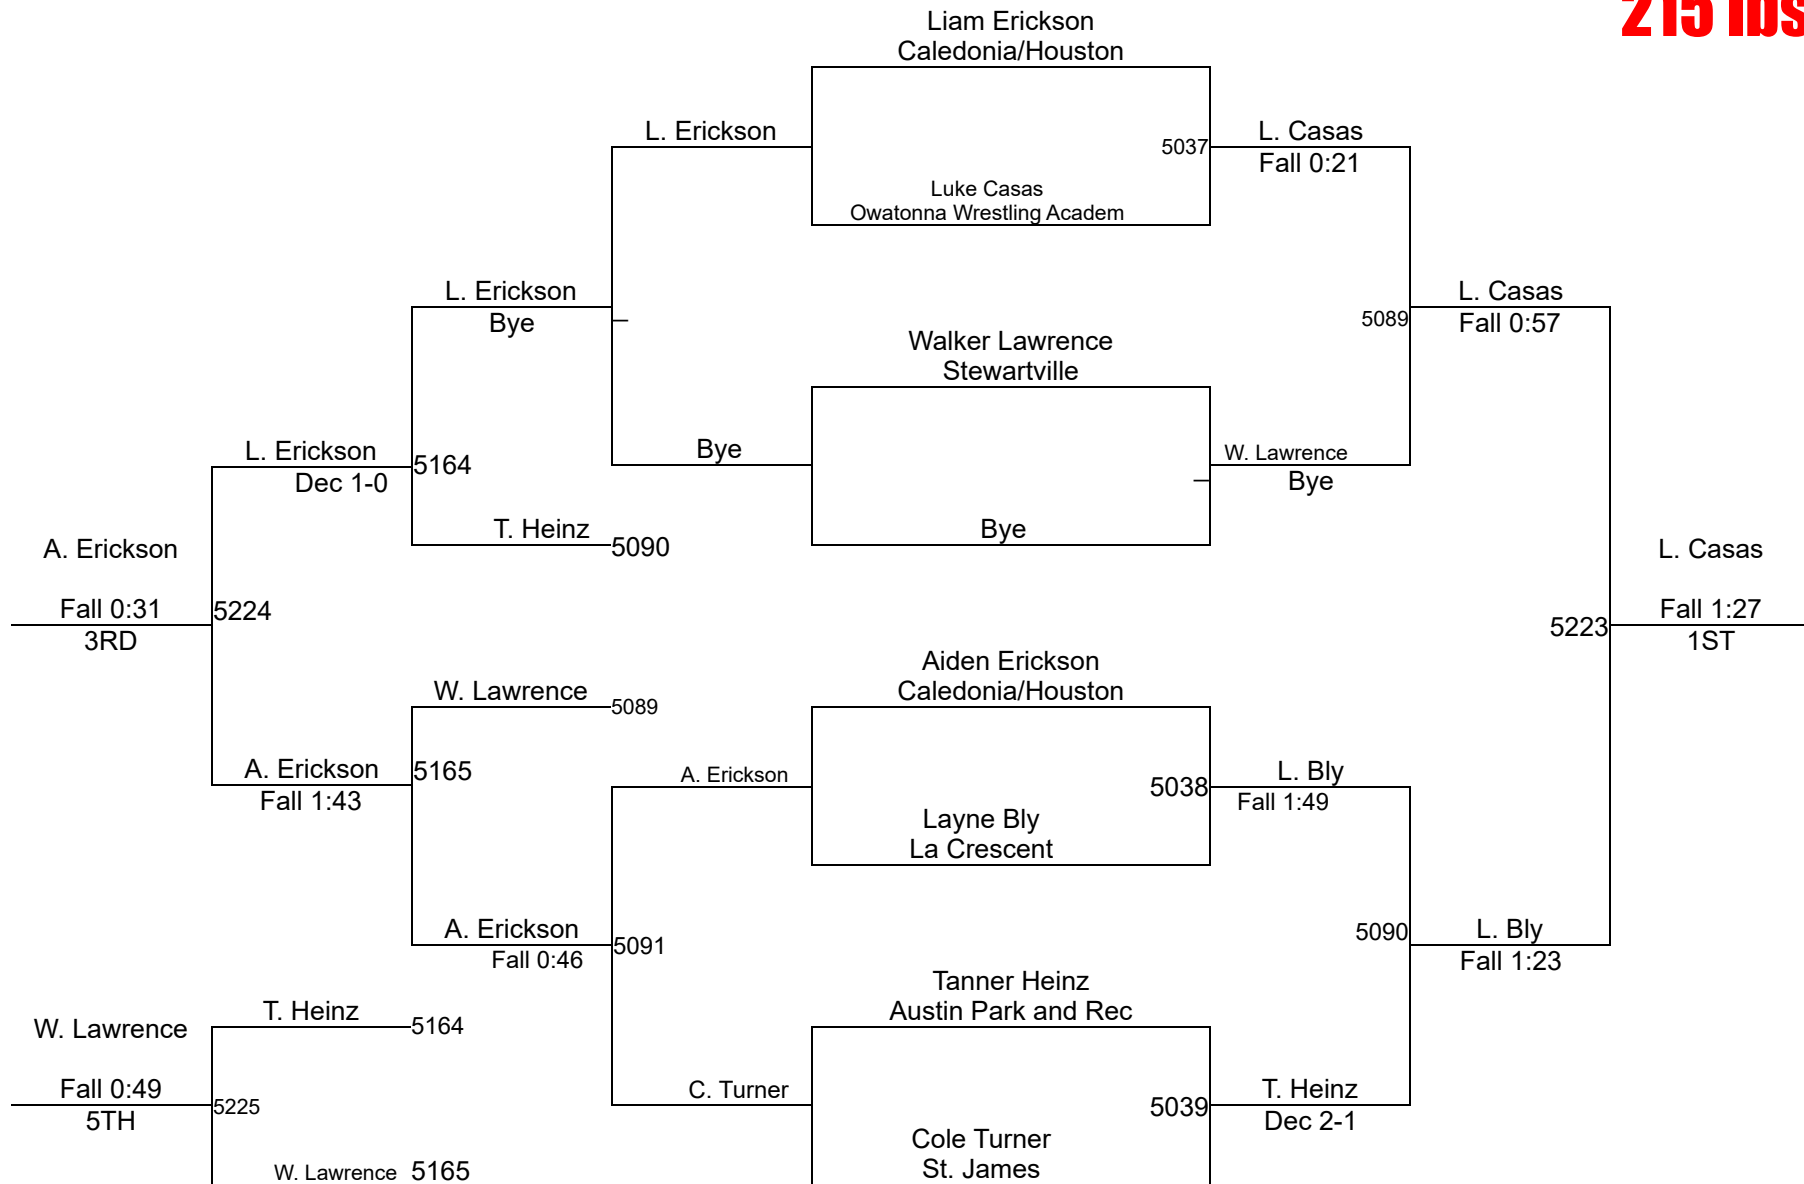 Liam Erickson
Caledonia/Houston
215 lbs
L. Erickson
5037
L. Casas
Fall 0:21
Luke Casas
Owatonna Wrestling Academ
L. Erickson
Bye
5089
L. Casas
Fall 0:57
Walker Lawrence
Stewartville
Bye
W. Lawrence
Bye
L. Erickson
Dec 1-0
5164
T. Heinz
5090
Bye
A. Erickson
Fall 0:31
3RD
5224
L. Casas
Fall 1:27
1ST
5223
Aiden Erickson
Caledonia/Houston
W. Lawrence
5089
A. Erickson
Fall 1:43
5165
A. Erickson
5038
L. Bly
Fall 1:49
Layne Bly
La Crescent
A. Erickson
Fall 0:46
5091
5090
L. Bly
Fall 1:23
Tanner Heinz
Austin Park and Rec
T. Heinz
5164
W. Lawrence
Fall 0:49
5TH
5225
C. Turner
5039
T. Heinz
Dec 2-1
Cole Turner
St. James
W. Lawrence
5165